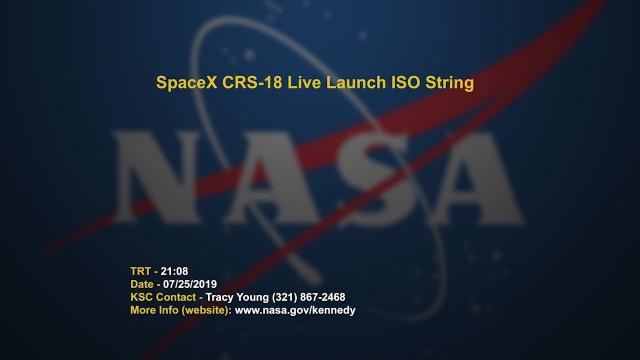 SpaceX CRS-18 Live Launch ISO String
NASA
TRT - 21:08
Date - 07/25/2019
KSC Contact - Tracy Young (321) 867-2468
More Info (website): www.nasa.gov/kennedy